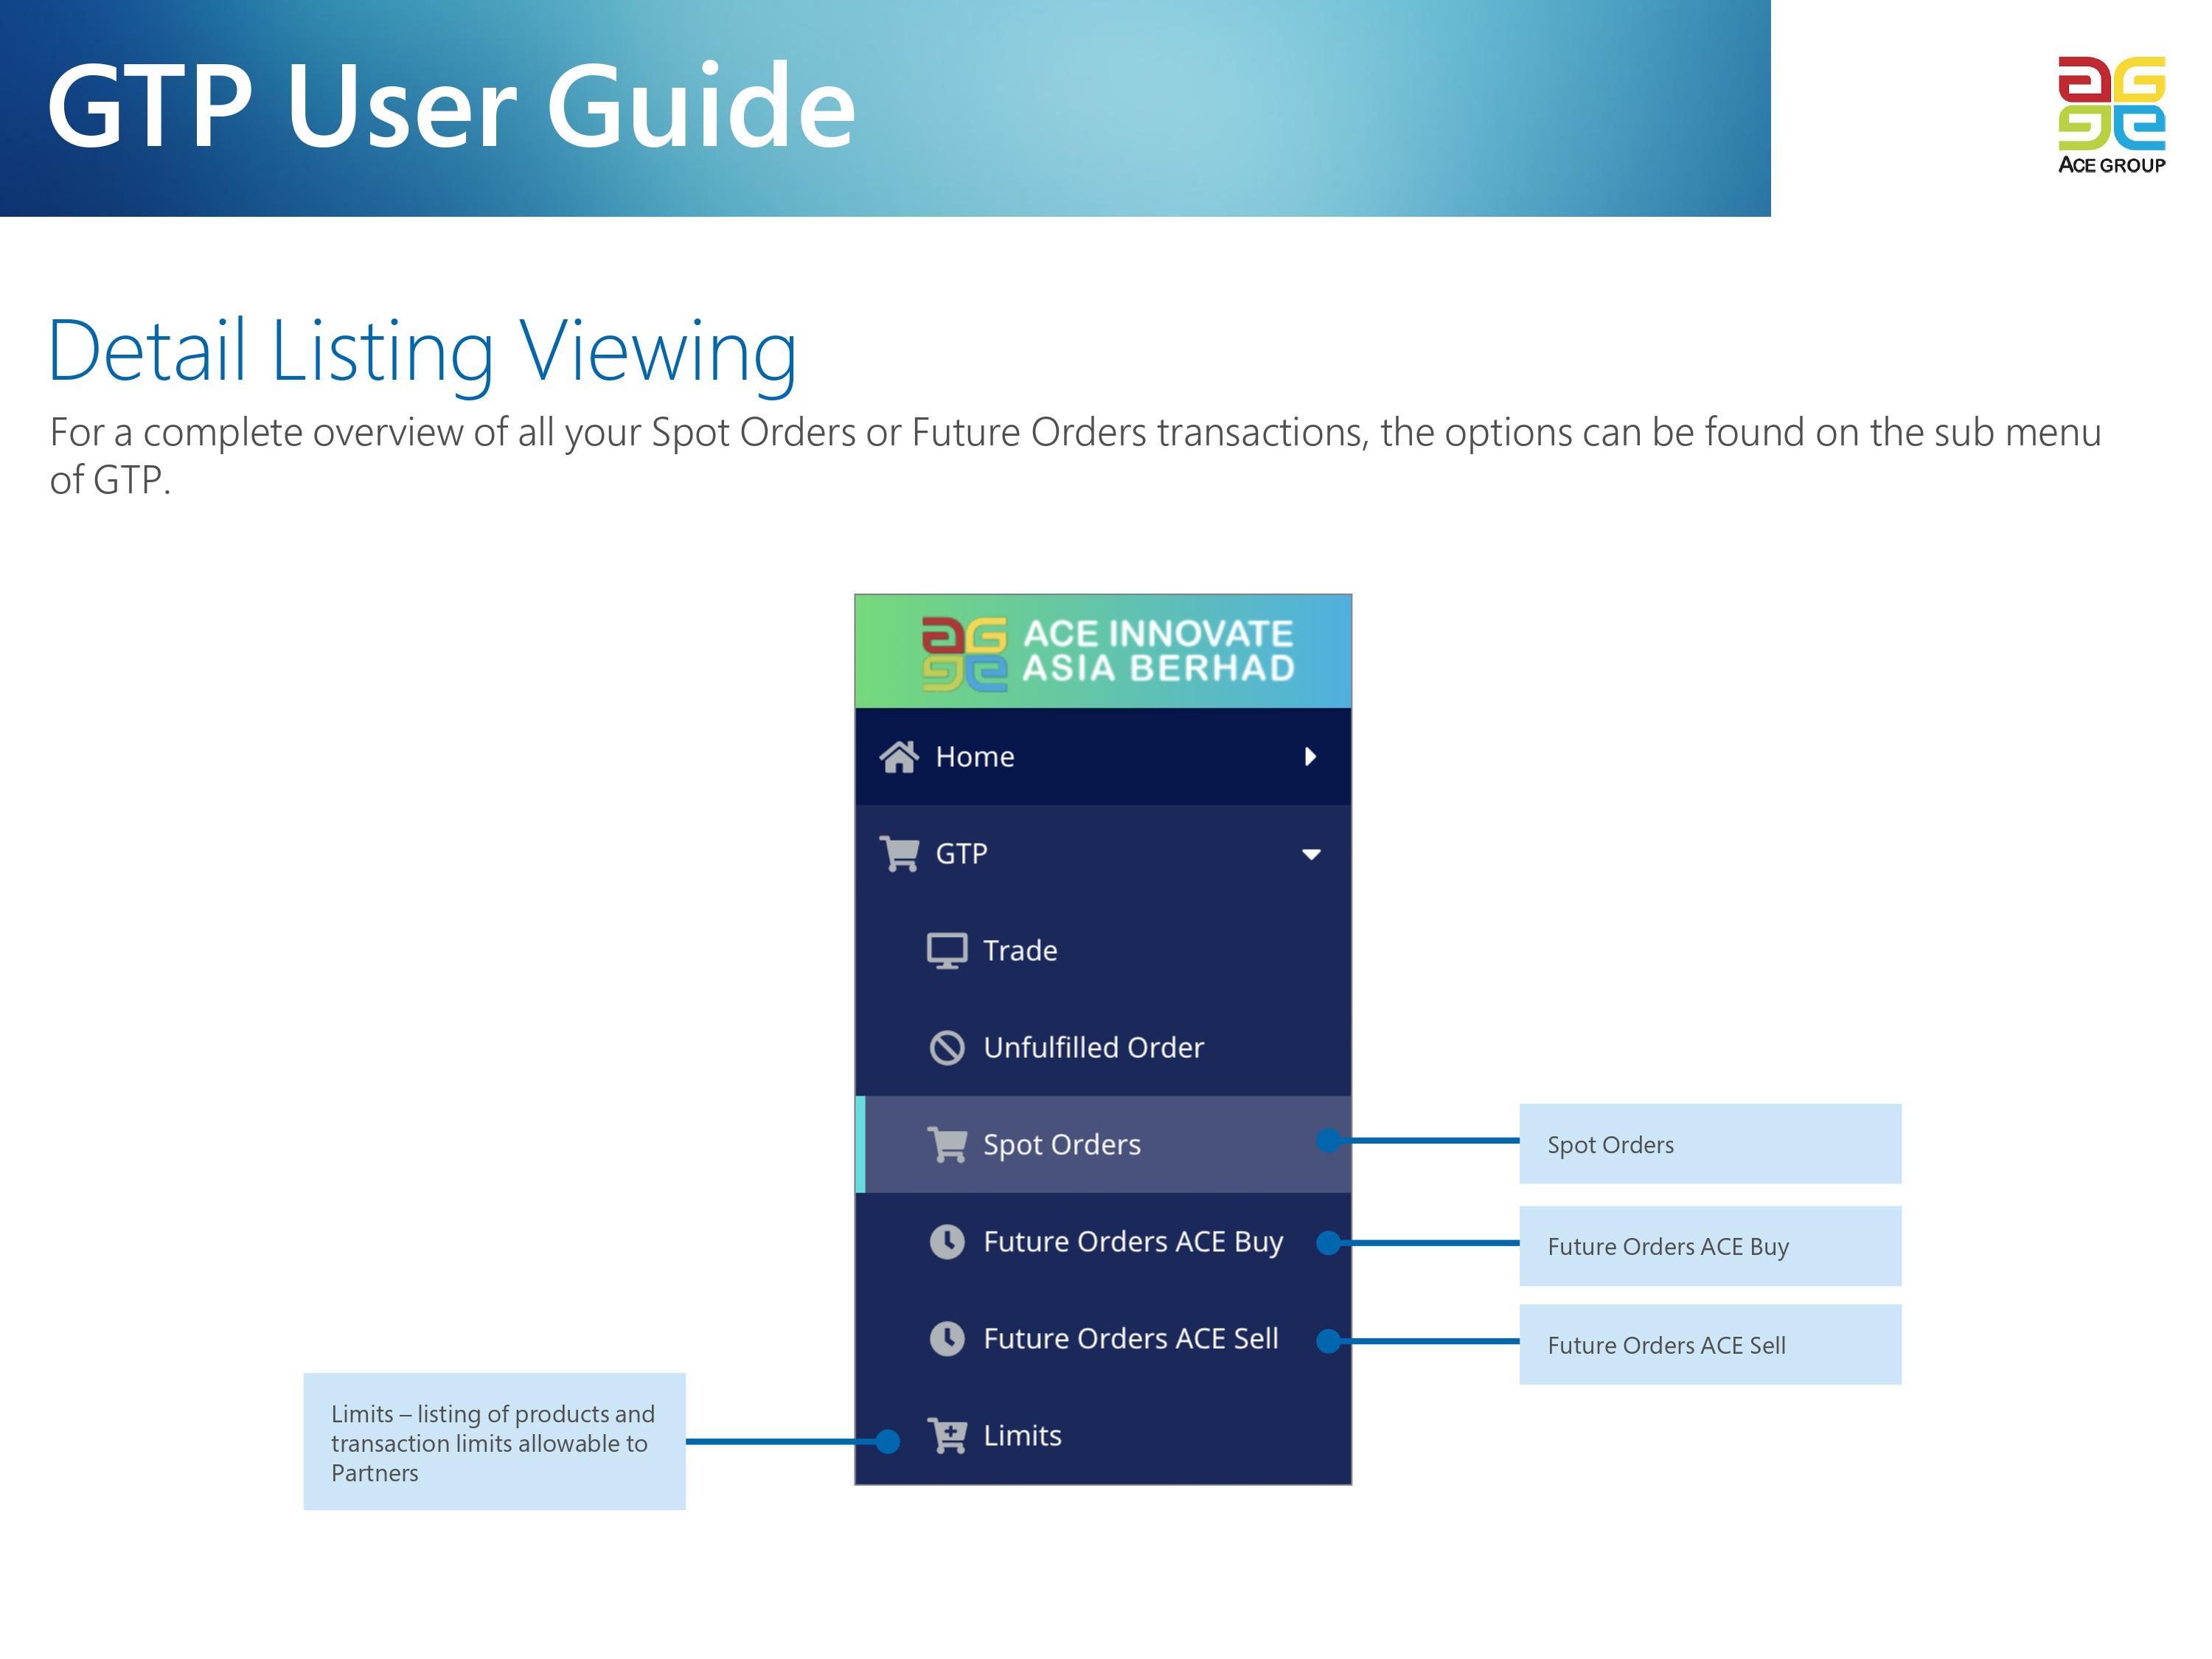 GTP User Guide
ACE GROUP
Detail Listing Viewing
For a complete overview of all your Spot Orders or Future Orders transactions, the options can be found on the sub menu
of GTP.
ACE INNOVATE
ASIA BERHAD
Home
GTP
Trade
Unfulfilled Order
Spot Orders
Spot Orders
Future Orders ACE Buy
Future Orders ACE Buy
Future Orders ACE Sell
Future Orders ACE Sell
Limits – listing of products and
transaction limits allowable to
Partners
Limits